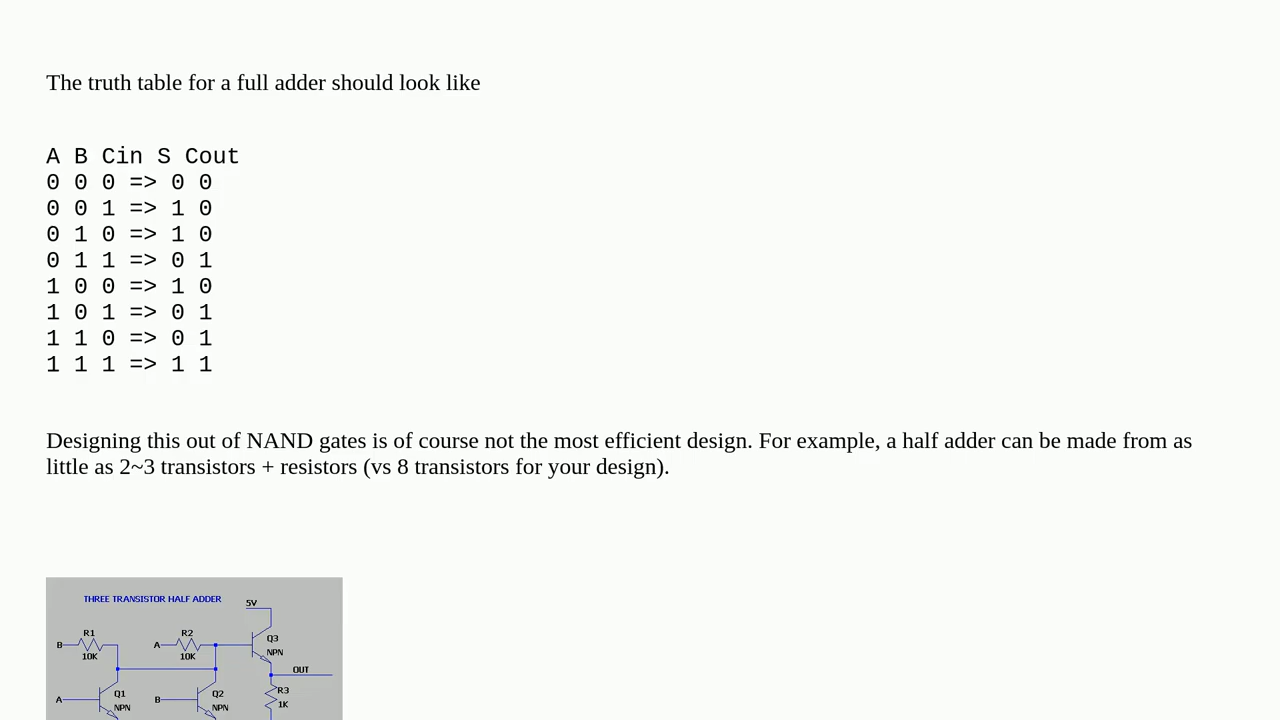 The truth table for a full adder should look like
A B Cin S Cout
0 0 0 => 0 0
0 0 1 => 1 0
0 1 0 => 1 0
0 1 1 => 0 1
1 0 0 => 1 0
1 0 1 => 0 1
1 1 0 => 0 1
1 1 1 => 1 1
Designing this out of NAND gates is of course not the most efficient design. For example, a half adder can be made from as
little as 2~3 transistors + resistors (vs 8 transistors for your design).
THREE TRANSISTOR HALF ADDER
5V
R1
R2
Q3
B
A
10K
10K
NPN
OUT
Q1
Q2
R3
A
B
NPN
NPN
1K